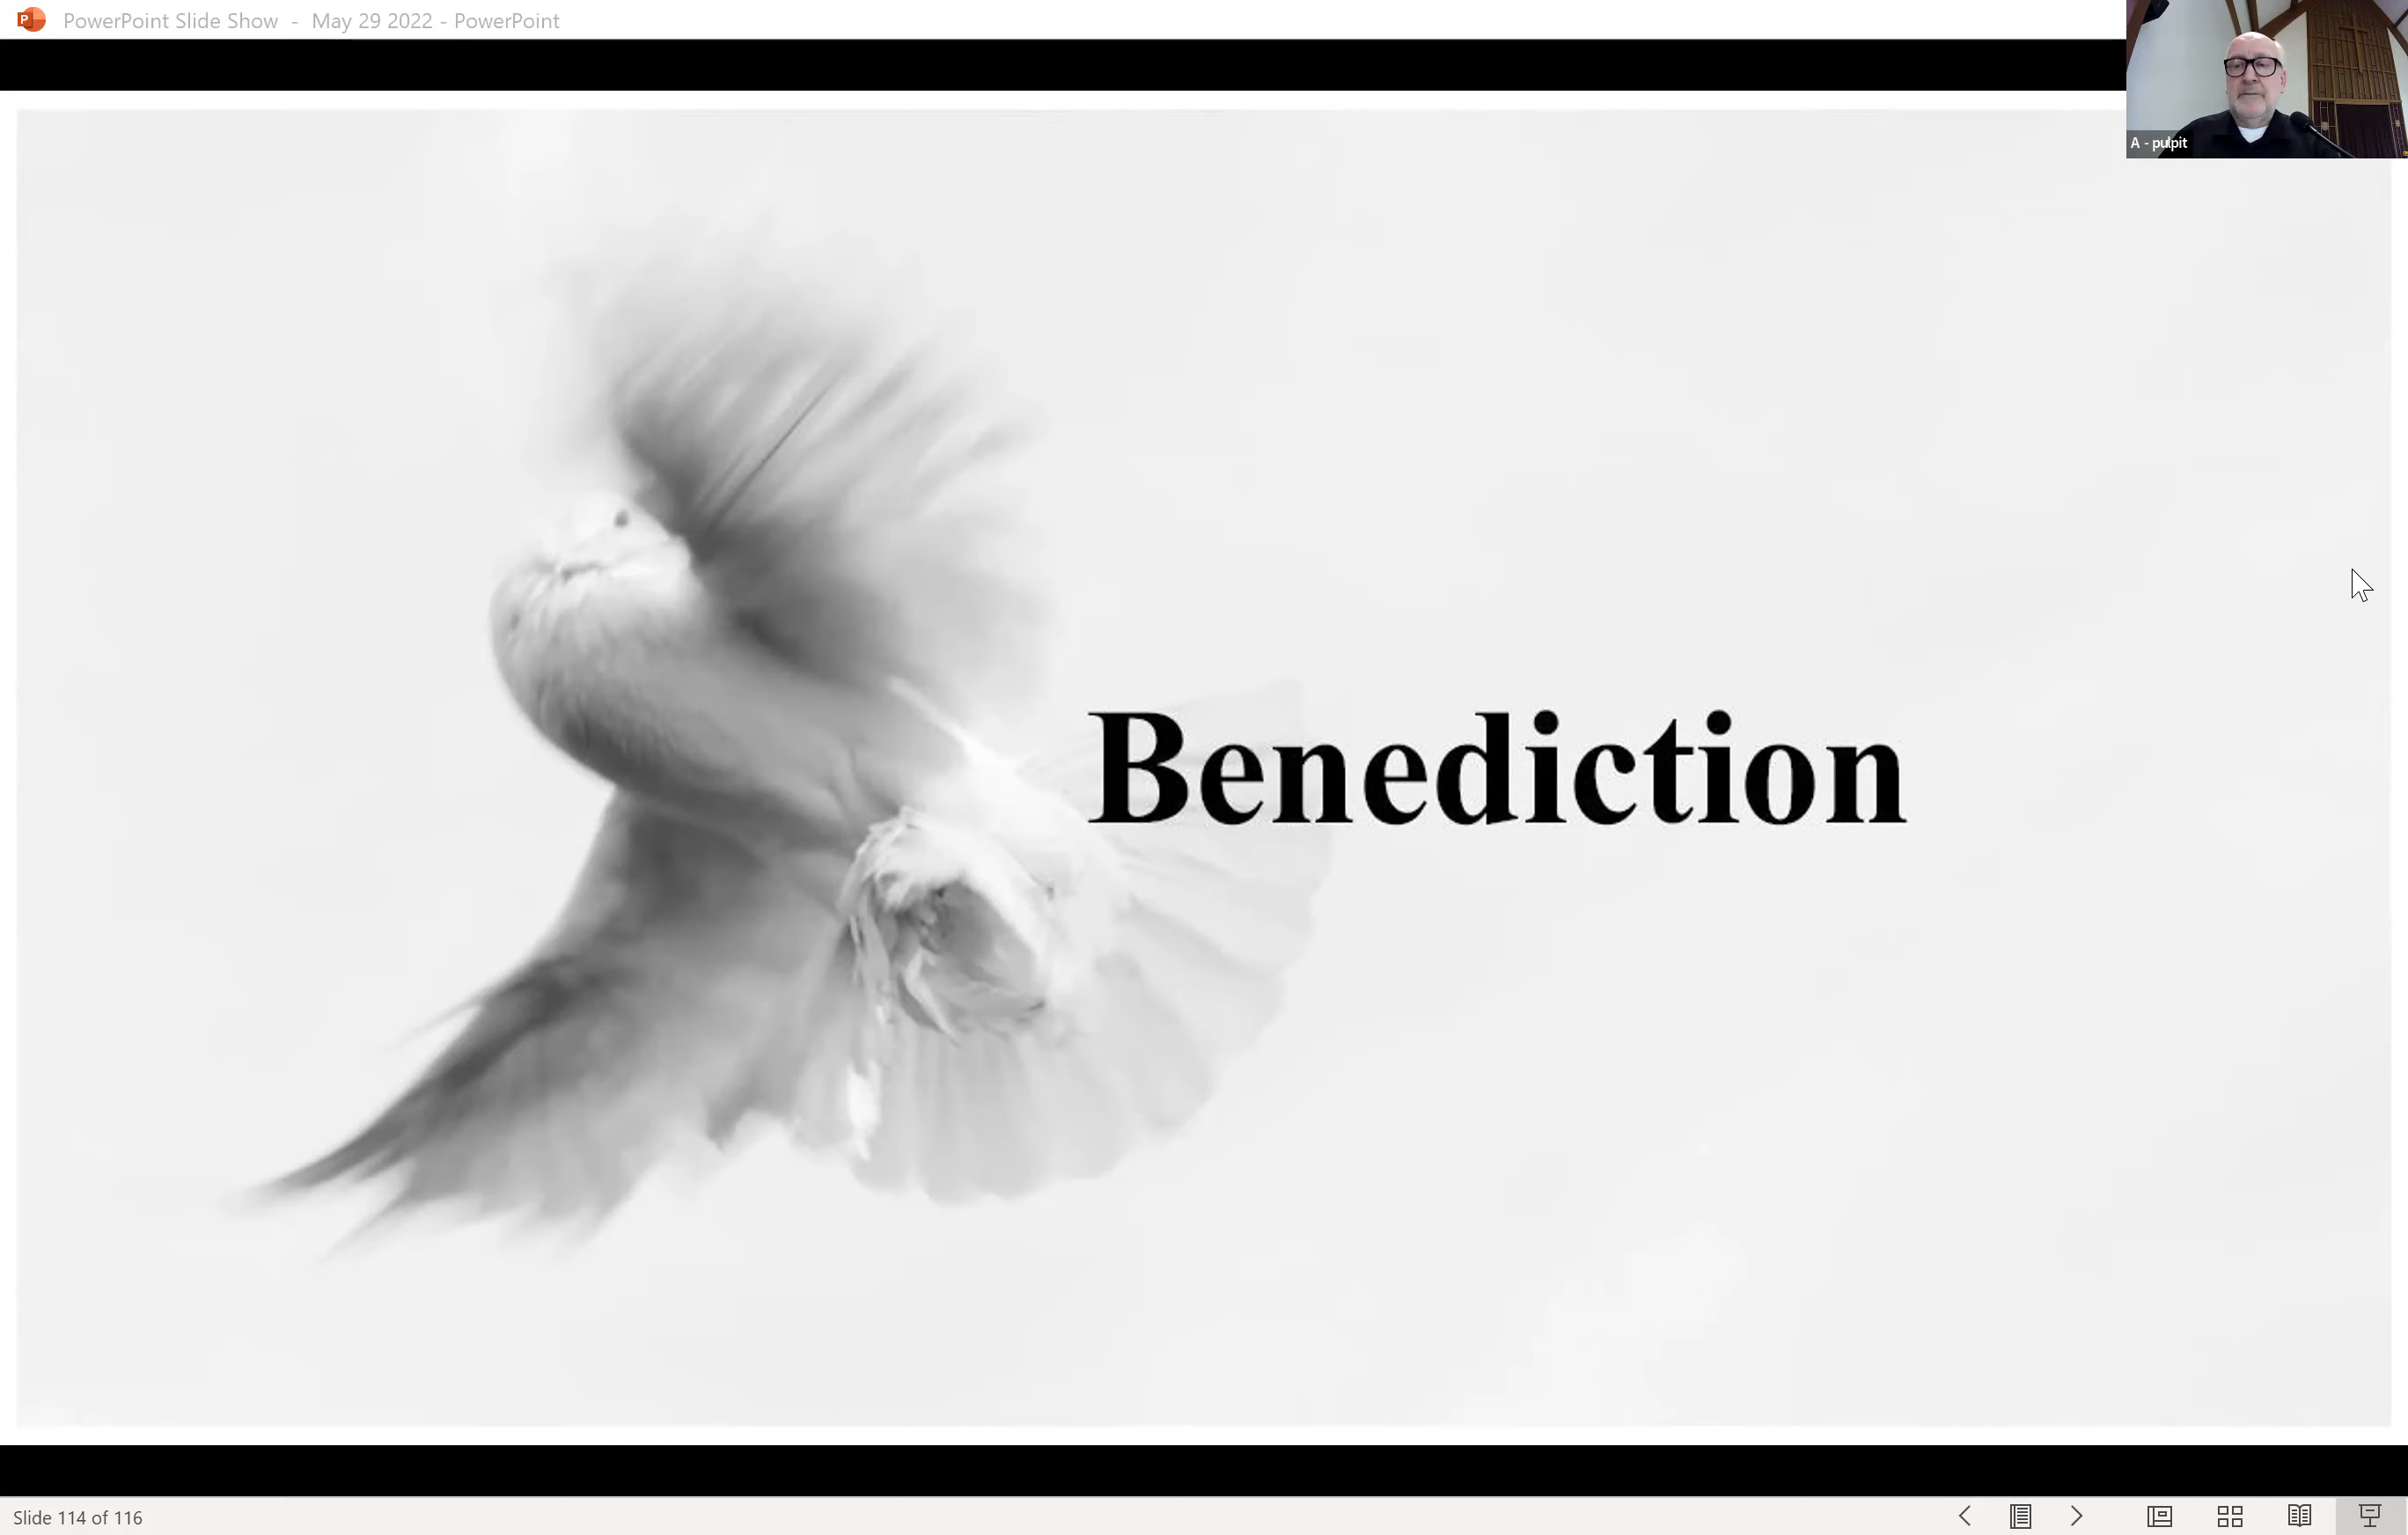 PowerPoint Slide Show - May 29 2022 - PowerPoint
A - pulpit
Benediction
Slide 114 of 116